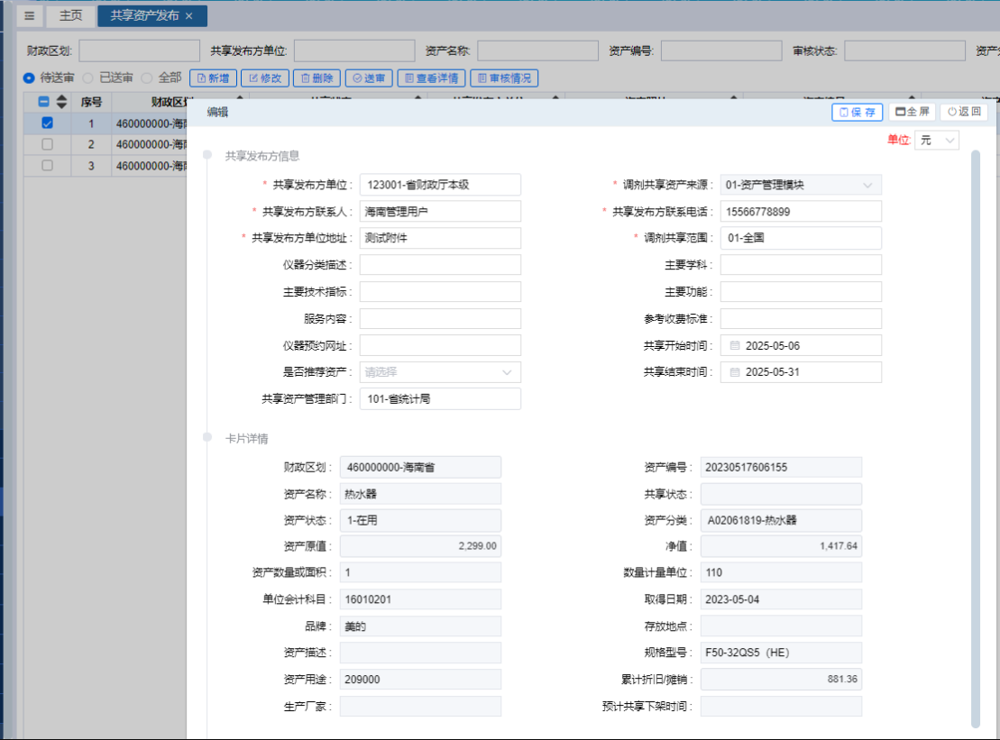 主页 共享资产发布 ×
财政区划: 共享发布方单位: 资产名称: 资产编号: 审核状态:
待送审 已送审 全部 新增 修改 删除 送审 查看详情 审核情况
序号 财政区划
1 460000000-海南
2 460000000-海南
3 460000000-海南
编辑 保存 全屏 返回
单位: 元
共享发布方信息
* 共享发布方单位: 123001-省财政厅本级 * 调剂共享资产来源: 01-资产管理模块
* 共享发布方联系人: 海南管理用户 * 共享发布方联系电话: 15566778899
* 共享发布方单位地址: 测试附件 * 调剂共享范围: 01-全国
仪器分类描述: 主要学科:
主要技术指标: 主要功能:
服务内容: 参考收费标准:
仪器预约网址: 共享开始时间: 2025-05-06
是否推荐资产: 请选择 共享结束时间: 2025-05-31
共享资产管理部门: 101-省统计局
卡片详情
财政区划: 460000000-海南省 资产编号: 20230517606155
资产名称: 热水器 共享状态:
资产状态: 1-在用 资产分类: A02061819-热水器
资产原值: 2,299.00 净值: 1,417.64
资产数量或面积: 1 数量计量单位: 110
单位会计科目: 16010201 取得日期: 2023-05-04
品牌: 美的 存放地点:
资产描述: 规格型号: F50-32QS5（HE）
资产用途: 209000 累计折旧/摊销: 881.36
生产厂家: 预计共享下架时间: